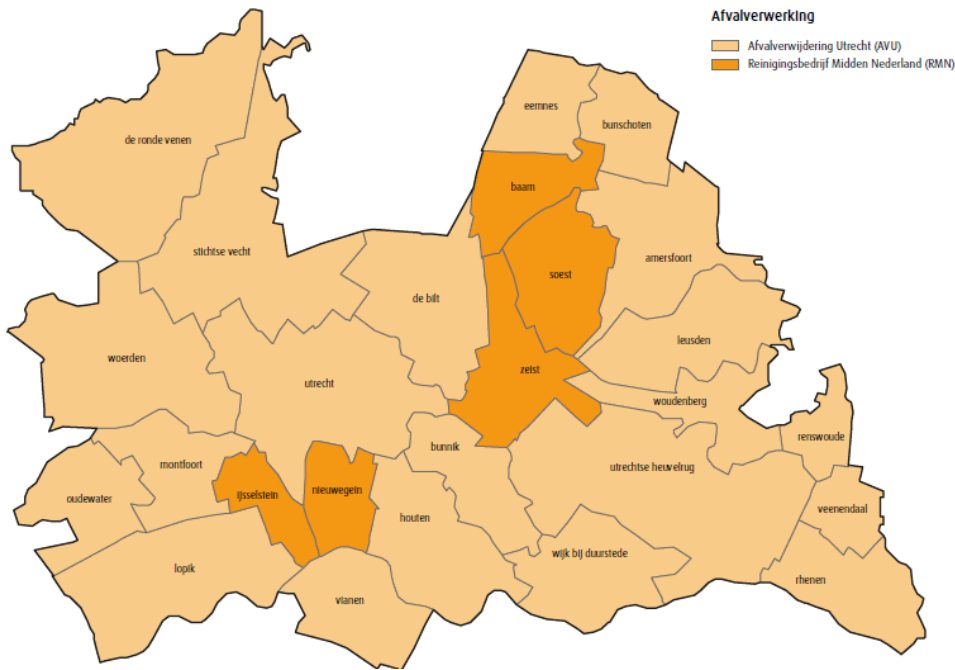 Afvalverwerking
Afvalverwijdering Utrecht (AVU)
Reinigingsbedrijf Midden Nederland (RMN)
eemnes
bunschoten
de ronde venen
baarn
stichtse vecht
soest
amersfoort
de bilt
leusden
woerden
zeist
utrecht
woudenberg
renswoude
bunnik
montfoort
utrechtse heuvelrug
ijsselstein
nieuwegein
oudewater
veenendaal
houten
wijk bij duurstede
lopik
rhenen
vianen